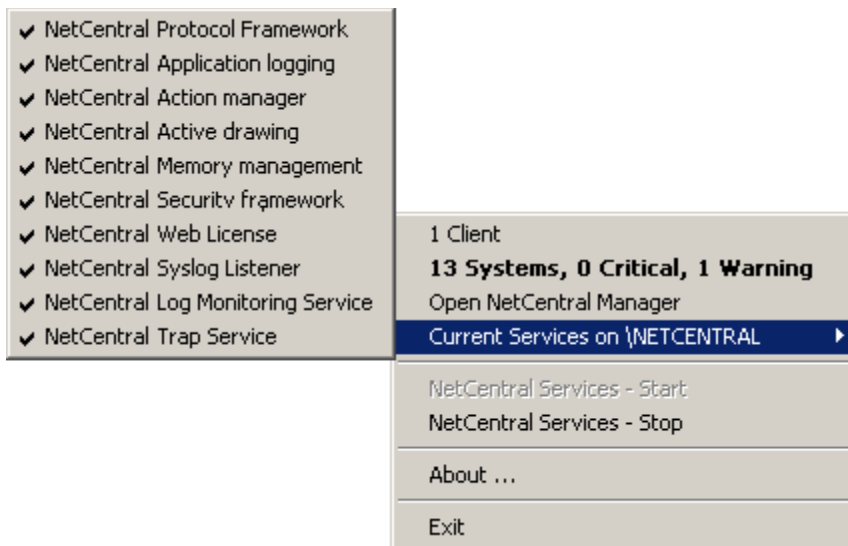 NetCentral Protocol Framework
NetCentral Application logging
NetCentral Action manager
NetCentral Active drawing
NetCentral Memory management
NetCentral Security framework
NetCentral Web License
NetCentral Syslog Listener
NetCentral Log Monitoring Service
NetCentral Trap Service
1 Client
13 Systems, 0 Critical, 1 Warning
Open NetCentral Manager
Current Services on \NETCENTRAL
NetCentral Services - Start
NetCentral Services - Stop
About ...
Exit